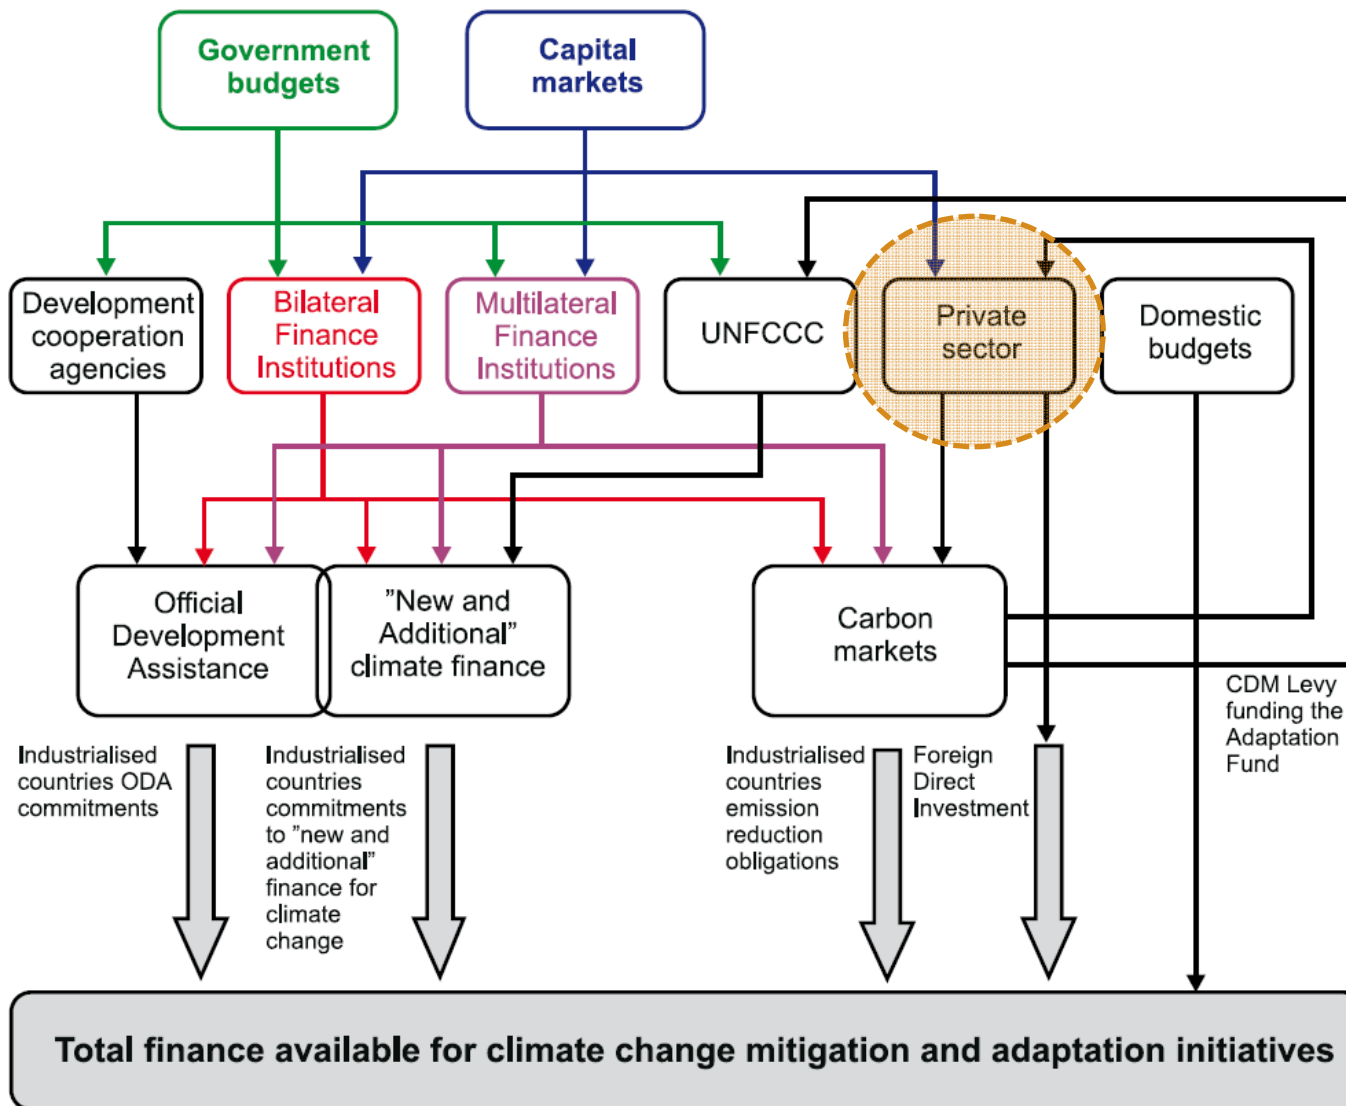 Government
budgets
Capital
markets
Development
cooperation
agencies
Bilateral
Finance
Institutions
Multilateral
Finance
Institutions
UNFCCC
Private
sector
Domestic
budgets
Official
Development
Assistance
”New and
Additional”
climate finance
Carbon
markets
CDM Levy
funding the
Adaptation
Fund
Industrialised
countries ODA
commitments
Industrialised
countries
commitments
to ”new and
additional”
finance for
climate
change
Industrialised
countries
emission
reduction
obligations
Foreign
Direct
Investment
Total finance available for climate change mitigation and adaptation initiatives